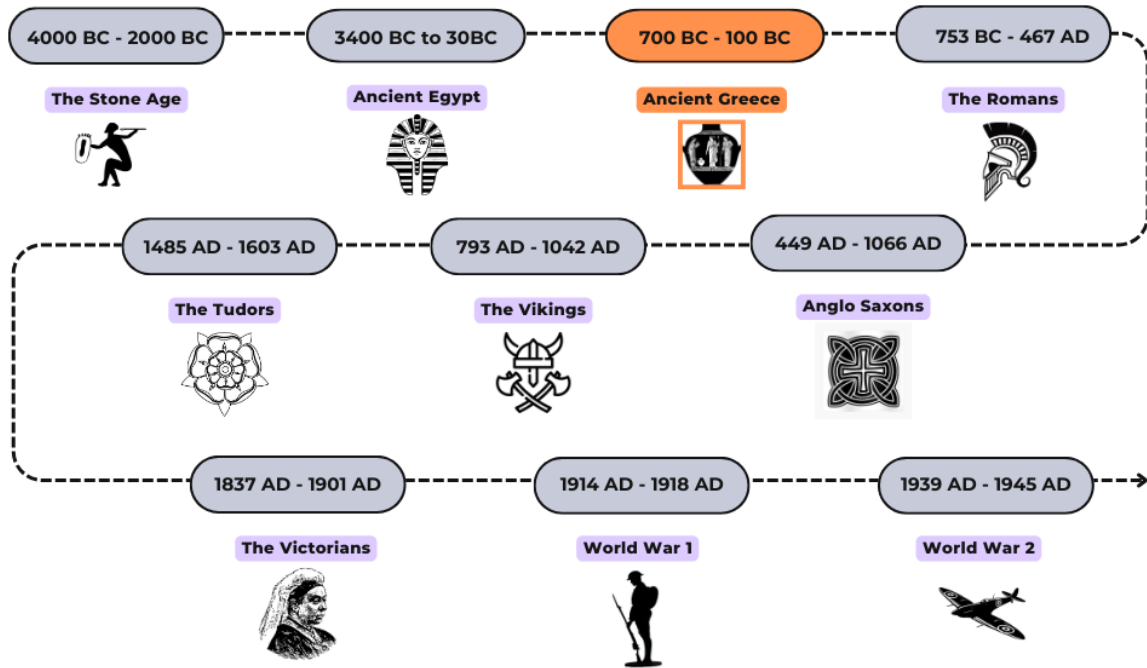 4000 BC - 2000 BC
The Stone Age
3400 BC to 30BC
Ancient Egypt
700 BC - 100 BC
Ancient Greece
753 BC - 467 AD
The Romans
449 AD - 1066 AD
Anglo Saxons
793 AD - 1042 AD
The Vikings
1485 AD - 1603 AD
The Tudors
1837 AD - 1901 AD
The Victorians
1914 AD - 1918 AD
World War 1
1939 AD - 1945 AD
World War 2